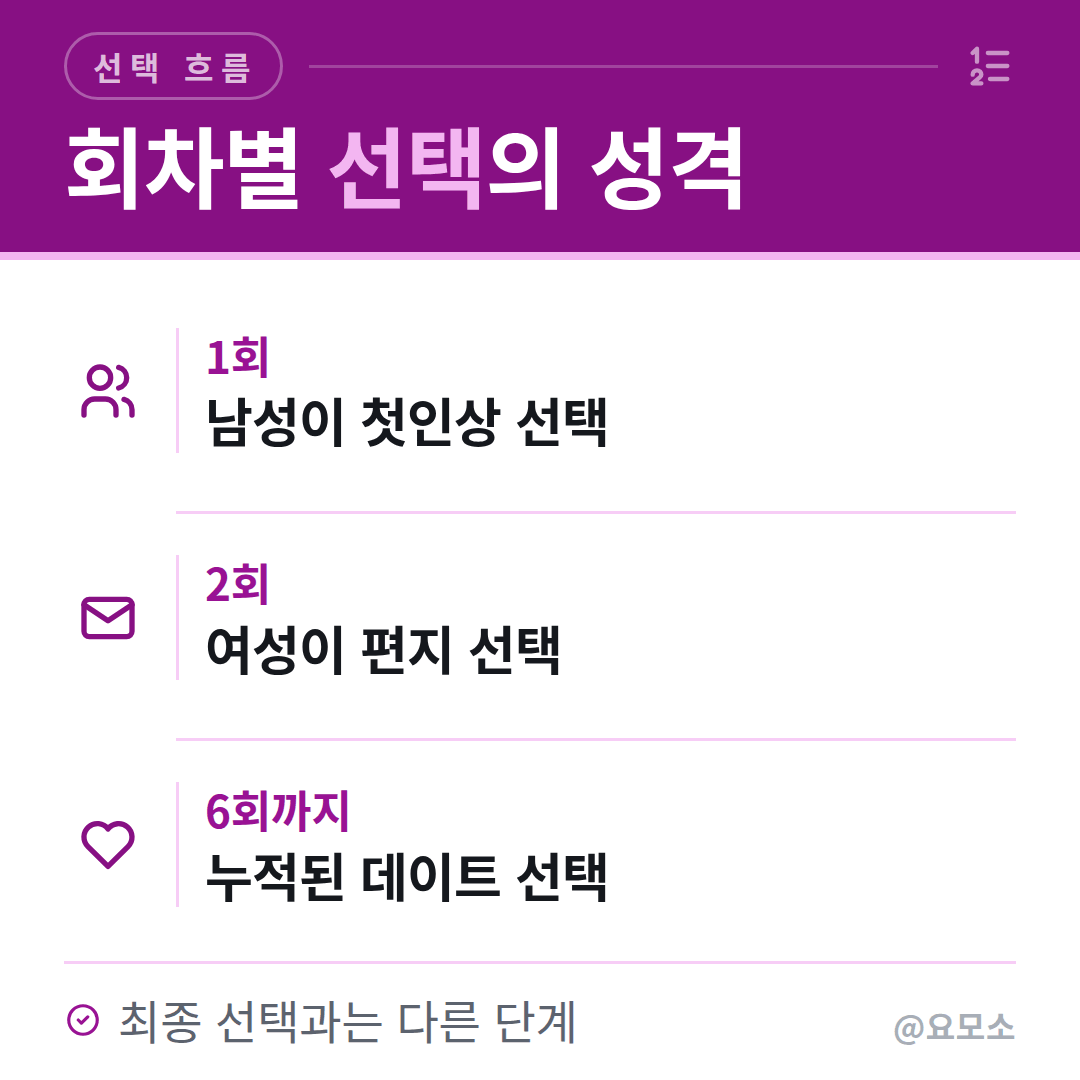 선택 흐름
회차별 선택의 성격
1회
남성이 첫인상 선택
2회
여성이 편지 선택
6회까지
누적된 데이트 선택
최종 선택과는 다른 단계
@요모소